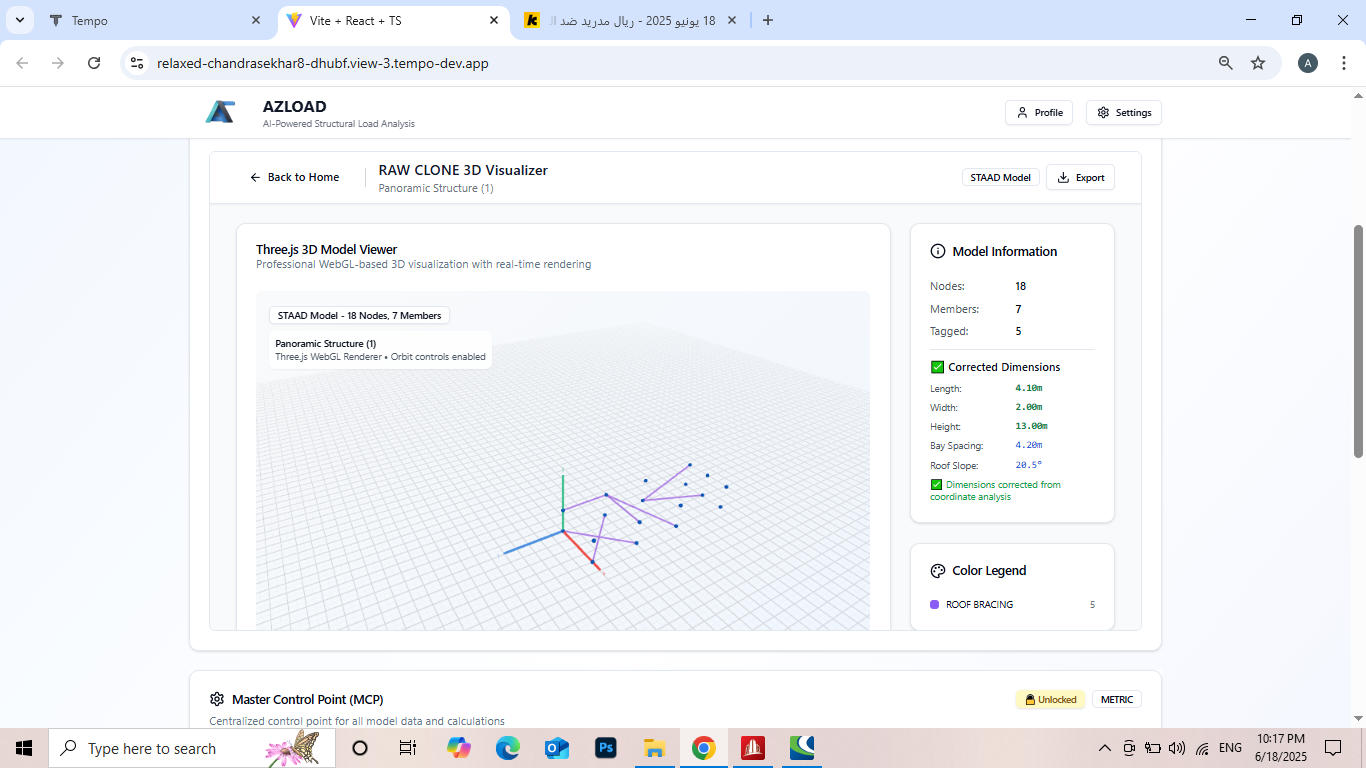 Tempo
Vite + React + TS
18 يونيو 2025 - ريال مدريد ضد ال
relaxed-chandrasekhar8-dhubf.view-3.tempo-dev.app
A
AZLOAD
AI-Powered Structural Load Analysis
Profile
Settings
Back to Home
RAW CLONE 3D Visualizer
Panoramic Structure (1)
STAAD Model
Export
Three.js 3D Model Viewer
Professional WebGL-based 3D visualization with real-time rendering
STAAD Model - 18 Nodes, 7 Members
Panoramic Structure (1)
Three.js WebGL Renderer • Orbit controls enabled
Model Information
Nodes: 18
Members: 7
Tagged: 5
✅ Corrected Dimensions
Length: 4.10m
Width: 2.00m
Height: 13.00m
Bay Spacing: 4.20m
Roof Slope: 20.5°
✅ Dimensions corrected from
coordinate analysis
Color Legend
ROOF BRACING 5
Master Control Point (MCP)
Centralized control point for all model data and calculations
🔓 Unlocked
METRIC
Type here to search
Ps
ENG
10:17 PM
6/18/2025